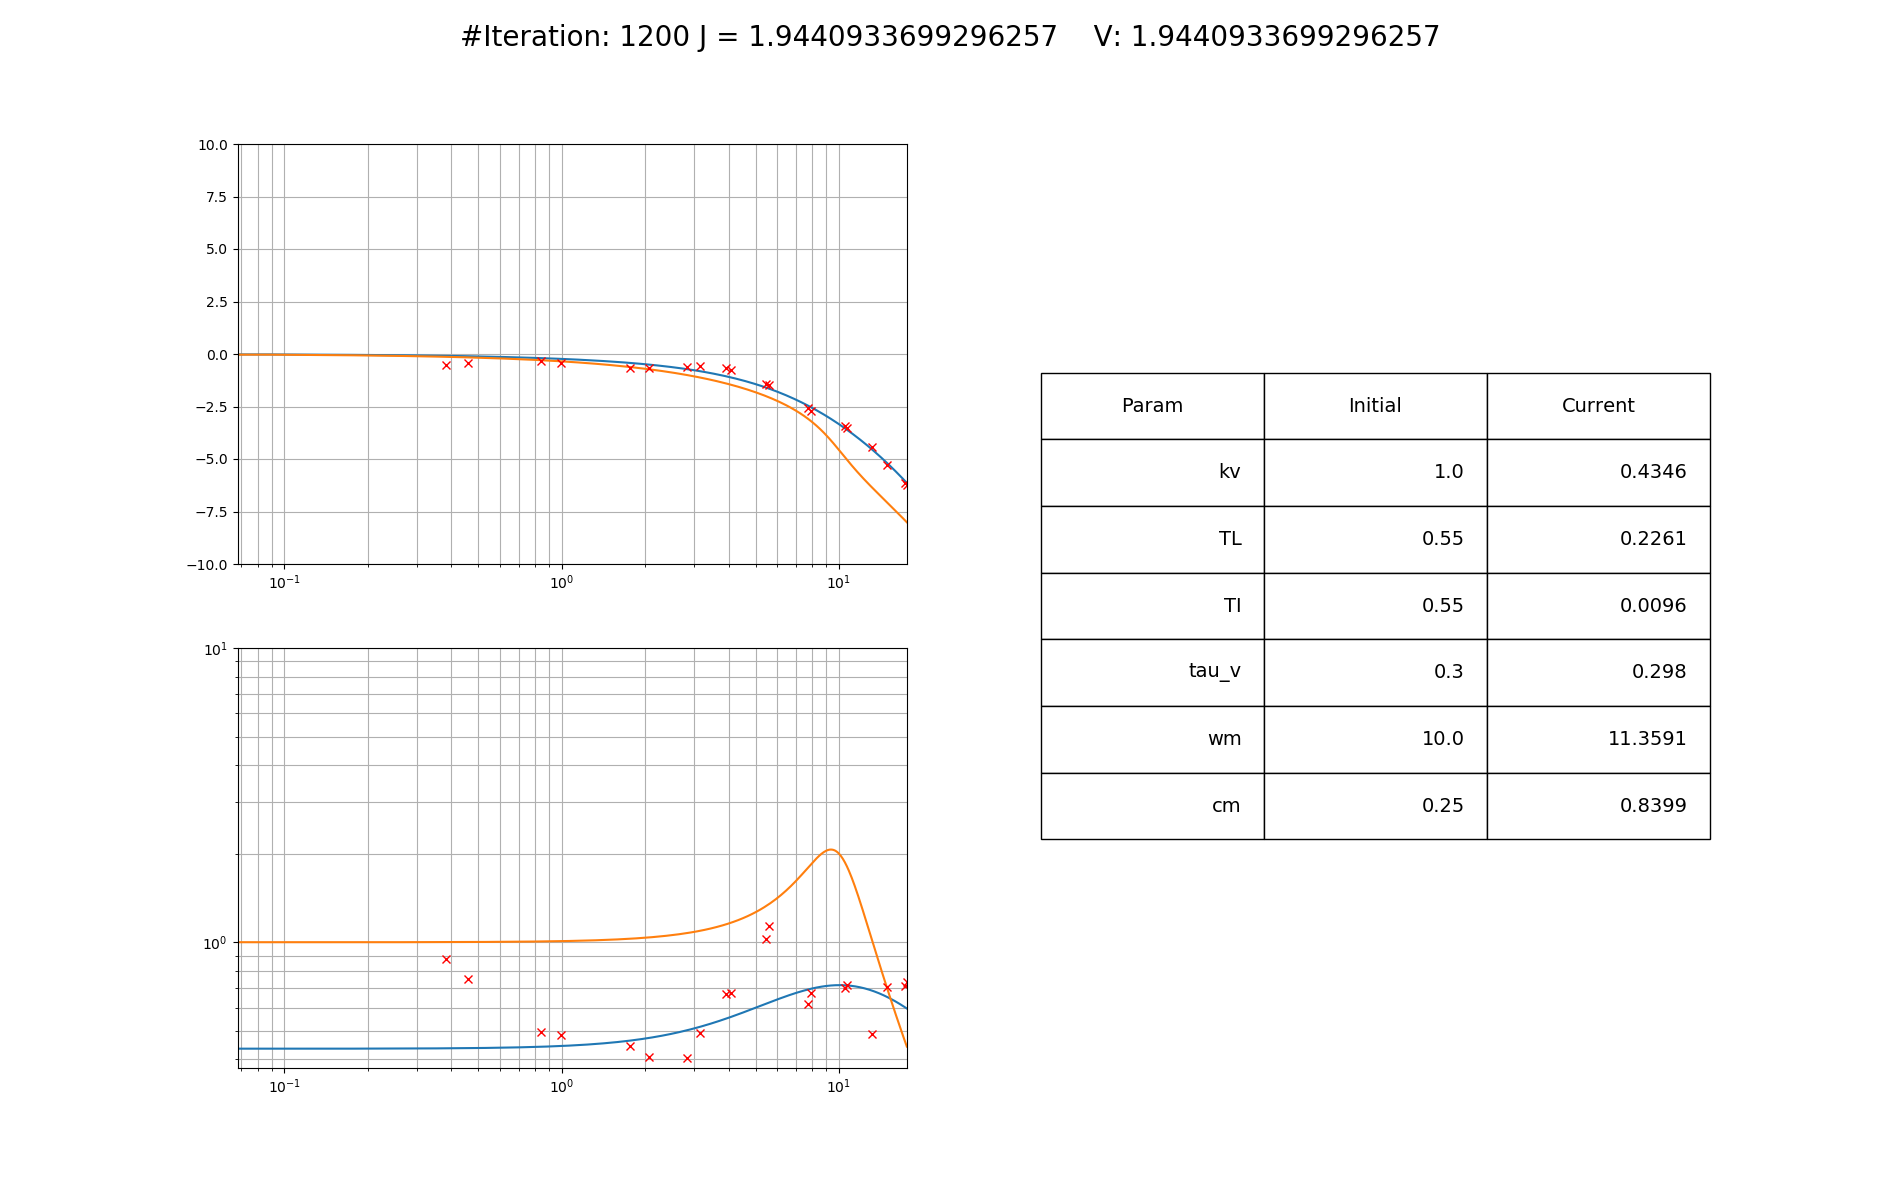 #Iteration: 1200 J = 1.9440933699296257    V: 1.9440933699296257
10.0
7.5
5.0
2.5
0.0
−2.5
−5.0
−7.5
−10.0
10⁻¹ 10⁰ 10¹
10¹
10⁰
10⁻¹ 10⁰ 10¹
Param Initial Current
kv 1.0 0.4346
TL 0.55 0.2261
TI 0.55 0.0096
tau_v 0.3 0.298
wm 10.0 11.3591
cm 0.25 0.8399